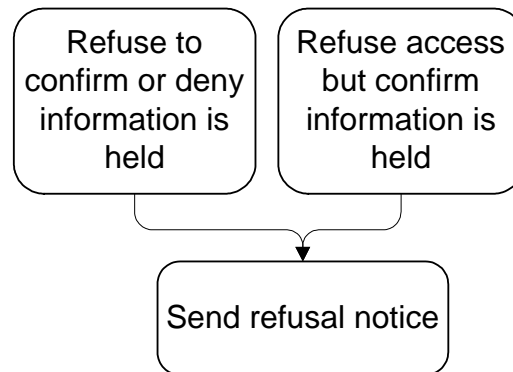 Refuse to
confirm or deny
information is
held
Refuse access
but confirm
information is
held
Send refusal notice